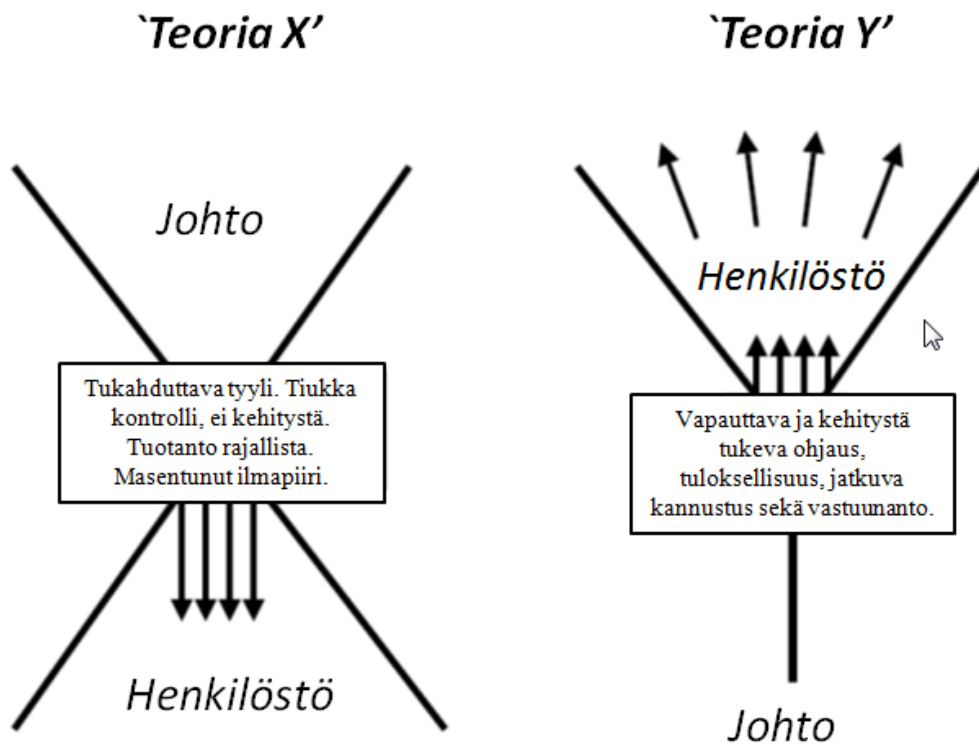 `Teoria X’
Johto
Tukahduttava tyyli. Tiukka
kontrolli, ei kehitystä.
Tuotanto rajallista.
Masentunut ilmapiiri.
Henkilöstö
`Teoria Y’
Henkilöstö
Vapauttava ja kehitystä
tukeva ohjaus,
tuloksellisuus, jatkuva
kannustus sekä vastuunanto.
Johto